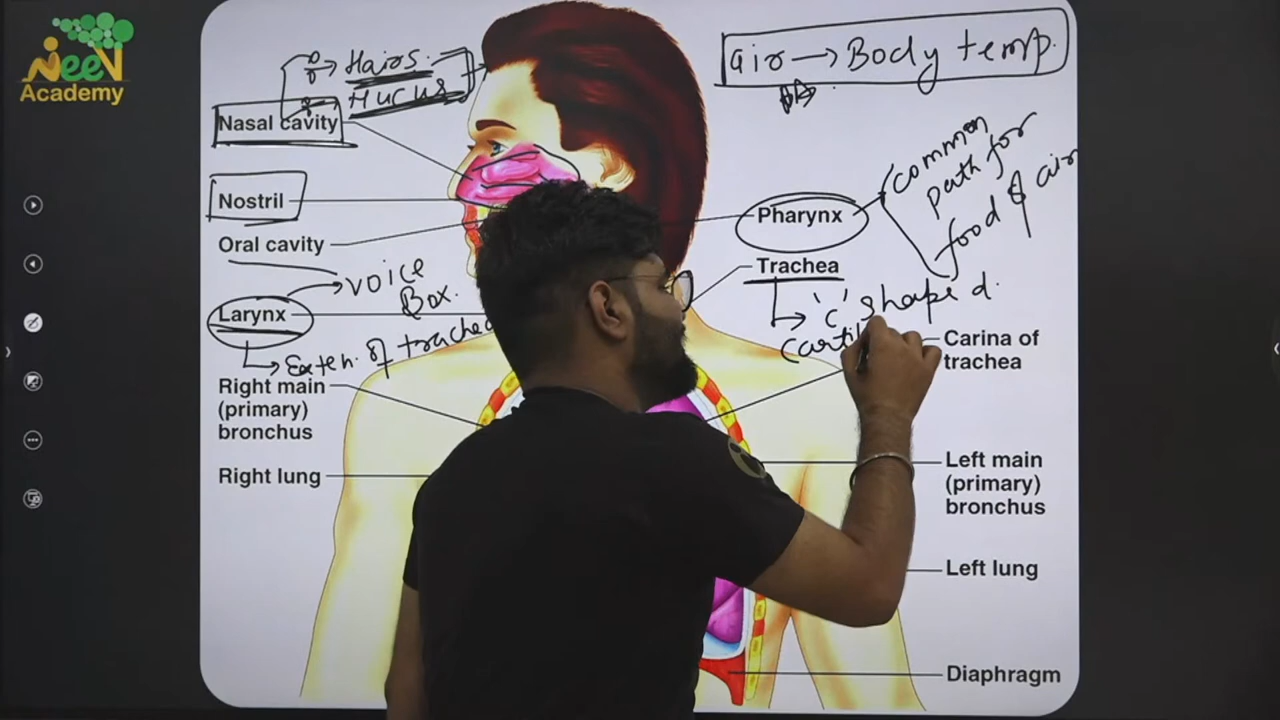 NeeV
Academy
Hairs
Mucus
Nasal cavity
Nostril
Oral cavity
voice
Box.
Larynx
Exten. of trachea
Right main
(primary)
bronchus
Right lung
air → Body temp.
Pharynx
common
path for
food & air
Trachea
'C' shaped.
Carina of
trachea
Left main
(primary)
bronchus
Left lung
Diaphragm